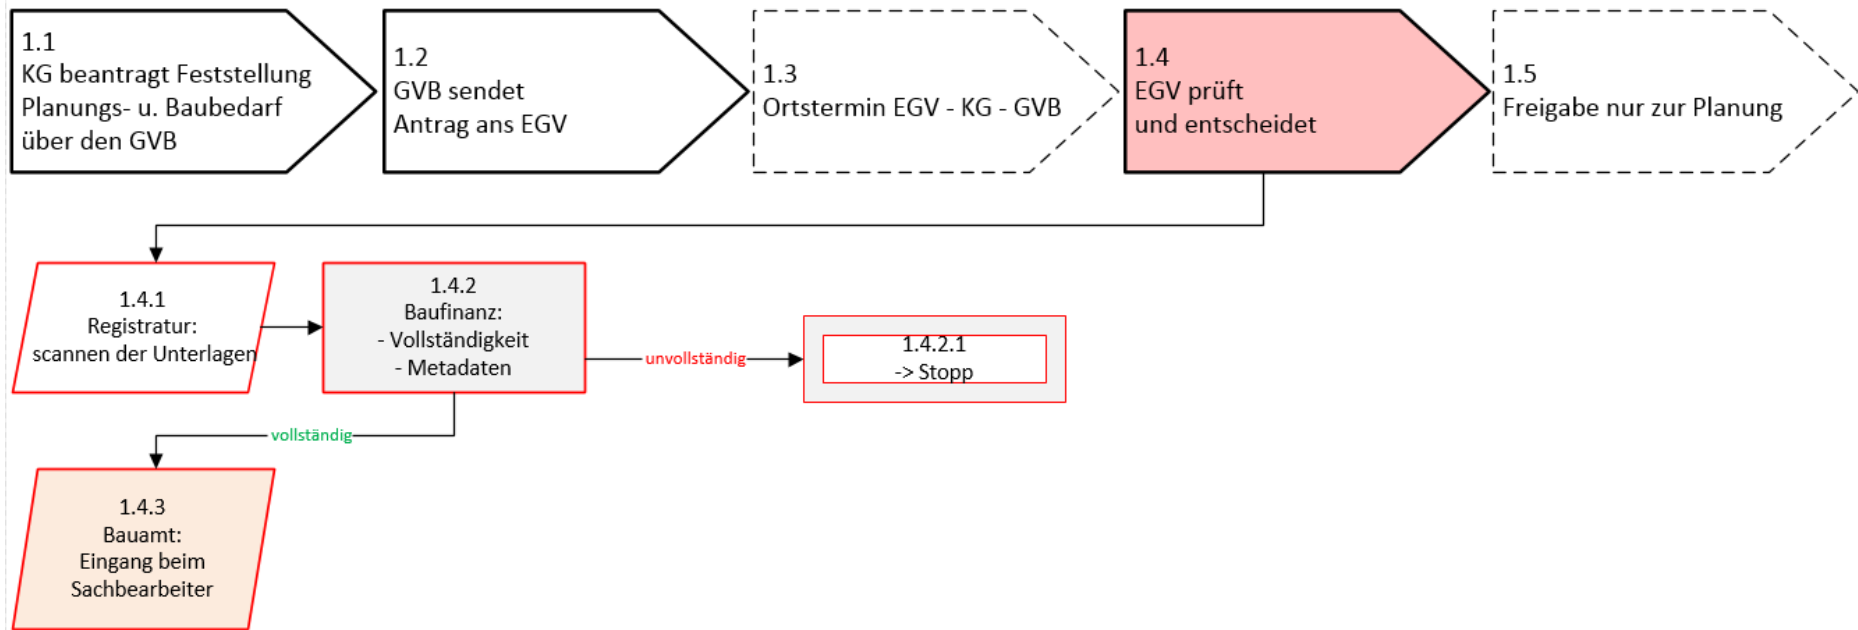 1.1
KG beantragt Feststellung
Planungs- u. Baubedarf
über den GVB
1.2
GVB sendet
Antrag ans EGV
1.3
Ortstermin EGV - KG - GVB
1.4
EGV prüft
und entscheidet
1.5
Freigabe nur zur Planung
1.4.1
Registratur:
scannen der Unterlagen
1.4.2
Baufinanz:
- Vollständigkeit
- Metadaten
unvollständig
1.4.2.1
-> Stopp
vollständig
1.4.3
Bauamt:
Eingang beim
Sachbearbeiter